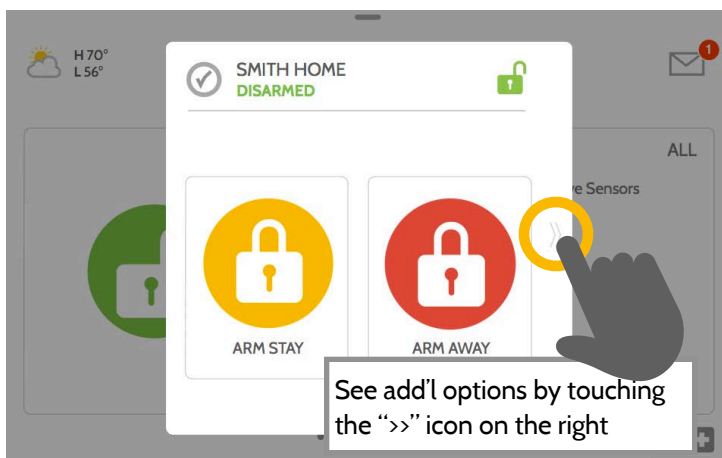 H 70°
L 56°
SMITH HOME
DISARMED
1
ALL
ve Sensors
ARM STAY
ARM AWAY
See add’l options by touching
the “>>” icon on the right